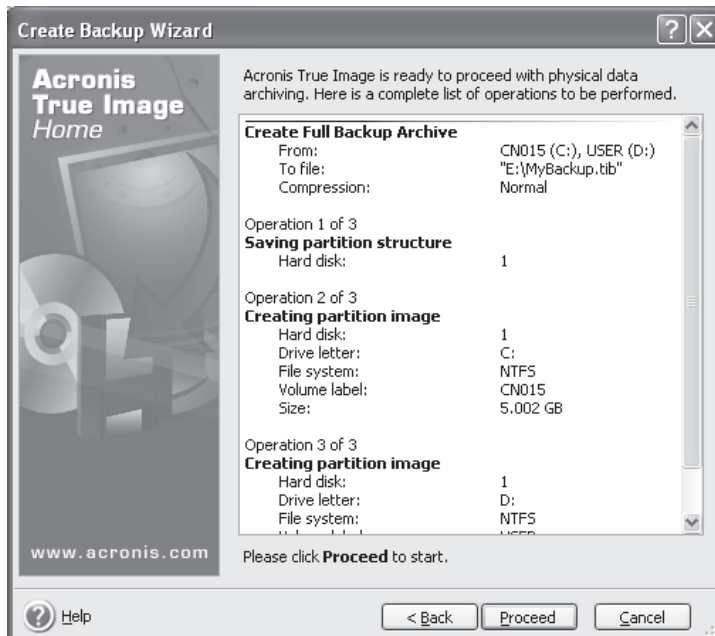 Create Backup Wizard
Acronis
True Image
Home
Acronis True Image is ready to proceed with physical data
archiving. Here is a complete list of operations to be performed.
Create Full Backup Archive
From: CN015 (C:), USER (D:)
To file: "E:\MyBackup.tib"
Compression: Normal
Operation 1 of 3
Saving partition structure
Hard disk: 1
Operation 2 of 3
Creating partition image
Hard disk: 1
Drive letter: C:
File system: NTFS
Volume label: CN015
Size: 5.002 GB
Operation 3 of 3
Creating partition image
Hard disk: 1
Drive letter: D:
File system: NTFS
www.acronis.com
Please click Proceed to start.
Help
< Back
Proceed
Cancel